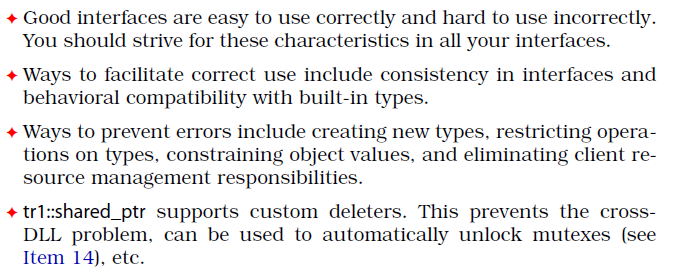 ✦ Good interfaces are easy to use correctly and hard to use incorrectly.
You should strive for these characteristics in all your interfaces.
✦ Ways to facilitate correct use include consistency in interfaces and
behavioral compatibility with built-in types.
✦ Ways to prevent errors include creating new types, restricting opera-
tions on types, constraining object values, and eliminating client re-
source management responsibilities.
✦ tr1::shared_ptr supports custom deleters. This prevents the cross-
DLL problem, can be used to automatically unlock mutexes (see
Item 14), etc.